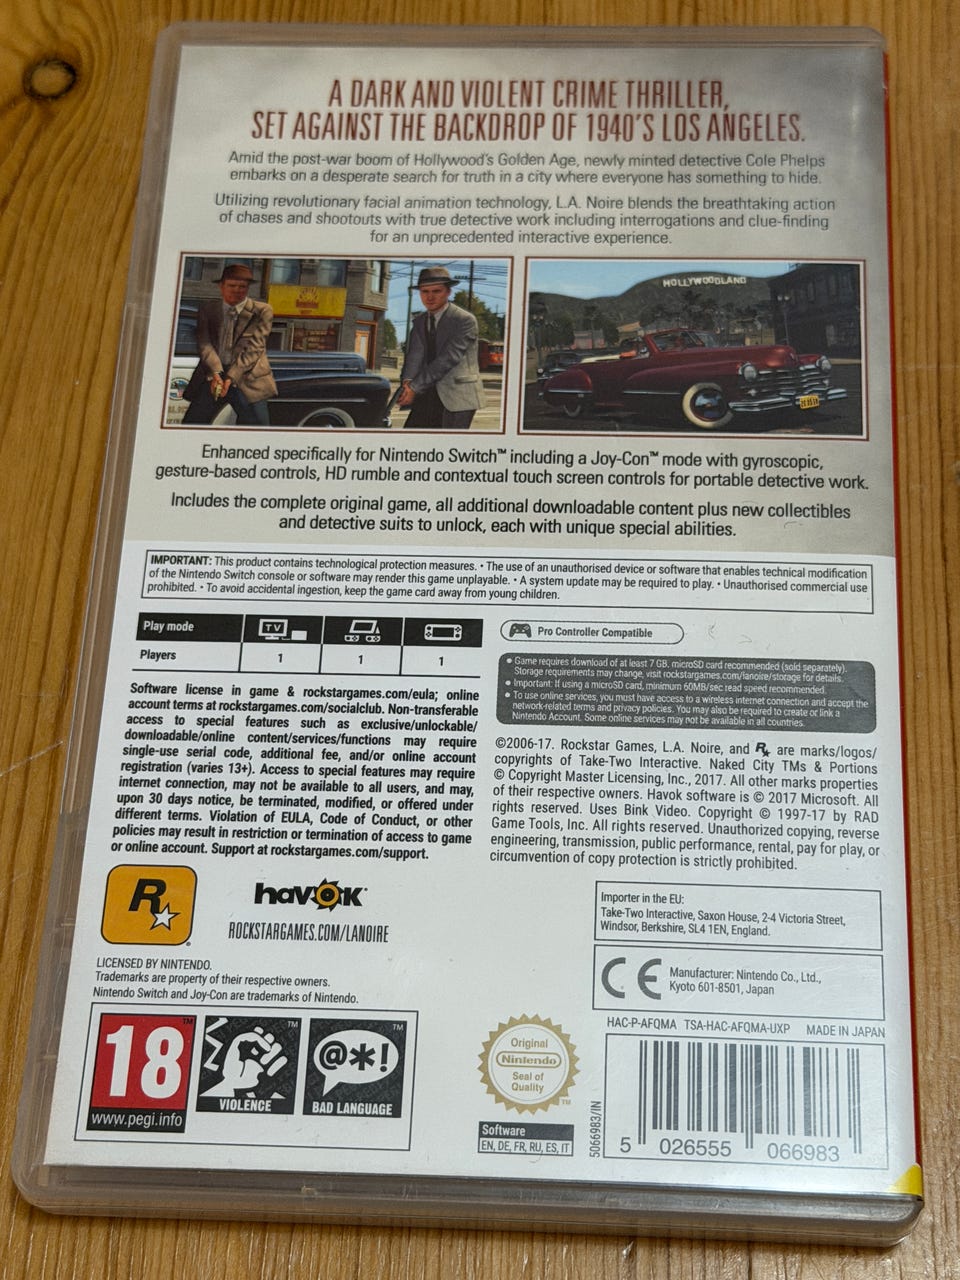 A DARK AND VIOLENT CRIME THRILLER,
SET AGAINST THE BACKDROP OF 1940'S LOS ANGELES.
Amid the post-war boom of Hollywood's Golden Age, newly minted detective Cole Phelps
embarks on a desperate search for truth in a city where everyone has something to hide.
Utilizing revolutionary facial animation technology, L.A. Noire blends the breathtaking action
of chases and shootouts with true detective work including interrogations and clue-finding
for an unprecedented interactive experience.
HOLLYWOODLAND
Enhanced specifically for Nintendo Switch™ including a Joy-Con™ mode with gyroscopic,
gesture-based controls, HD rumble and contextual touch screen controls for portable detective work.
Includes the complete original game, all additional downloadable content plus new collectibles
and detective suits to unlock, each with unique special abilities.
IMPORTANT: This product contains technological protection measures. • The use of an unauthorised device or software that enables technical modification
of the Nintendo Switch console or software may render this game unplayable. • A system update may be required to play. • Unauthorised commercial use
prohibited. • To avoid accidental ingestion, keep the game card away from young children.
Play mode TV
Players 1 1 1
Pro Controller Compatible
• Game requires download of at least 7 GB. microSD card recommended (sold separately).
Storage requirements may change, visit rockstargames.com/lanoire/storage for details.
• Important: If using a microSD card, minimum 60MB/sec read speed recommended.
• To use online services, you must have access to a wireless internet connection and accept the
network-related terms and privacy policies. You may also be required to create or link a
Nintendo Account. Some online services may not be available in all countries.
Software license in game & rockstargames.com/eula; online
account terms at rockstargames.com/socialclub. Non-transferable
access to special features such as exclusive/unlockable/
downloadable/online content/services/functions may require
single-use serial code, additional fee, and/or online account
registration (varies 13+). Access to special features may require
internet connection, may not be available to all users, and may,
upon 30 days notice, be terminated, modified, or offered under
different terms. Violation of EULA, Code of Conduct, or other
policies may result in restriction or termination of access to game
or online account. Support at rockstargames.com/support.
©2006-17. Rockstar Games, L.A. Noire, and R★ are marks/logos/
copyrights of Take-Two Interactive. Naked City TMs & Portions
© Copyright Master Licensing, Inc., 2017. All other marks properties
of their respective owners. Havok software is © 2017 Microsoft. All
rights reserved. Uses Bink Video. Copyright © 1997-17 by RAD
Game Tools, Inc. All rights reserved. Unauthorized copying, reverse
engineering, transmission, public performance, rental, pay for play, or
circumvention of copy protection is strictly prohibited.
R★®
havok®
ROCKSTARGAMES.COM/LANOIRE
Importer in the EU:
Take-Two Interactive, Saxon House, 2-4 Victoria Street,
Windsor, Berkshire, SL4 1EN, England.
CE
Manufacturer: Nintendo Co., Ltd.,
Kyoto 601-8501, Japan
LICENSED BY NINTENDO.
Trademarks are property of their respective owners.
Nintendo Switch and Joy-Con are trademarks of Nintendo.
HAC-P-AFQMA TSA-HAC-AFQMA-UXP MADE IN JAPAN
18™
www.pegi.info
™
VIOLENCE
@*!™
BAD LANGUAGE
Original
Nintendo
Seal of
Quality
™
Software
EN, DE, FR, RU, ES, IT
5066983/IN
5 026555 066983